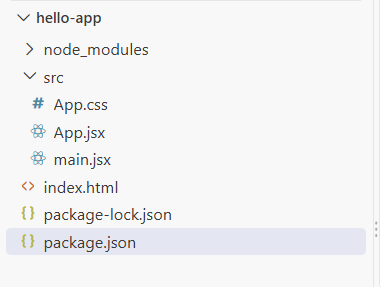 hello-app
node_modules
src
App.css
App.jsx
main.jsx
index.html
package-lock.json
package.json